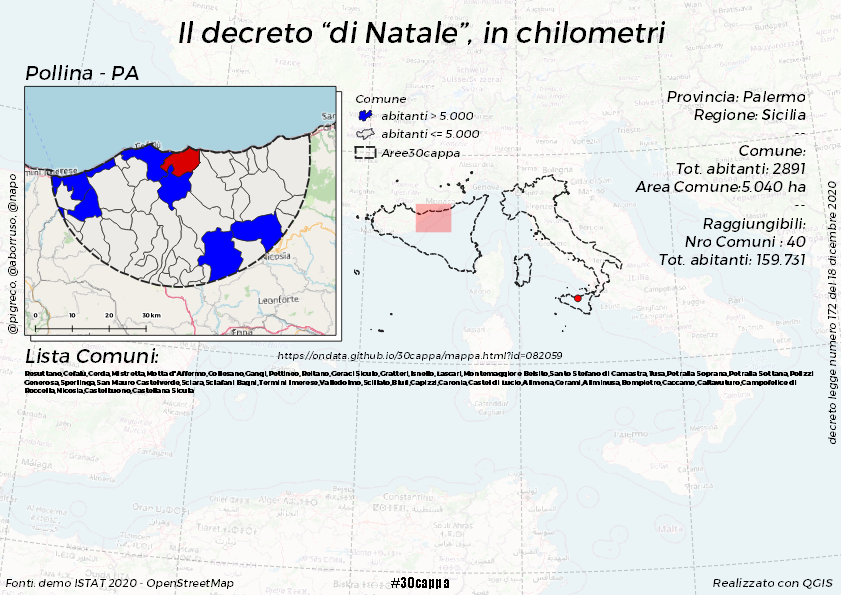 Il decreto “di Natale”, in chilometri
Pollina - PA
Comune
abitanti > 5.000
abitanti <= 5.000
Aree30cappa
Provincia: Palermo
Regione: Sicilia
--
Comune:
Tot. abitanti: 2891
Area Comune:5.040 ha
--
Raggiungibili:
Nro Comuni : 40
Tot. abitanti: 159.731
@pigreco, @aborruso, @napo
decreto legge numero 172 del 18 dicembre 2020
Nicosia
Leonforte
Enna
0 10 20 30 km
Lista Comuni:
https://ondata.github.io/30cappa/mappa.html?id=082059
Resuttano,Cefalù,Cerda,Mistretta,Motta d'Affermo,Collesano,Gangi,Pettineo,Reitano,Geraci Siculo,Gratteri,Isnello,Lascari,Montemaggiore Belsito,Santo Stefano di Camastra,Tusa,Petralia Soprana,Petralia Sottana,Polizzi
Generosa,Sperlinga,San Mauro Castelverde,Sciara,Sclafani Bagni,Termini Imerese,Valledolmo,Scillato,Blufi,Capizzi,Caronia,Castel di Lucio,Alimena,Cerami,Aliminusa,Bompietro,Caccamo,Caltavuturo,Campofelice di
Roccella,Nicosia,Castelbuono,Castellana Sicula
Málaga
Constantine
Fonti: demo ISTAT 2020 - OpenStreetMap
#30cappa
Realizzato con QGIS